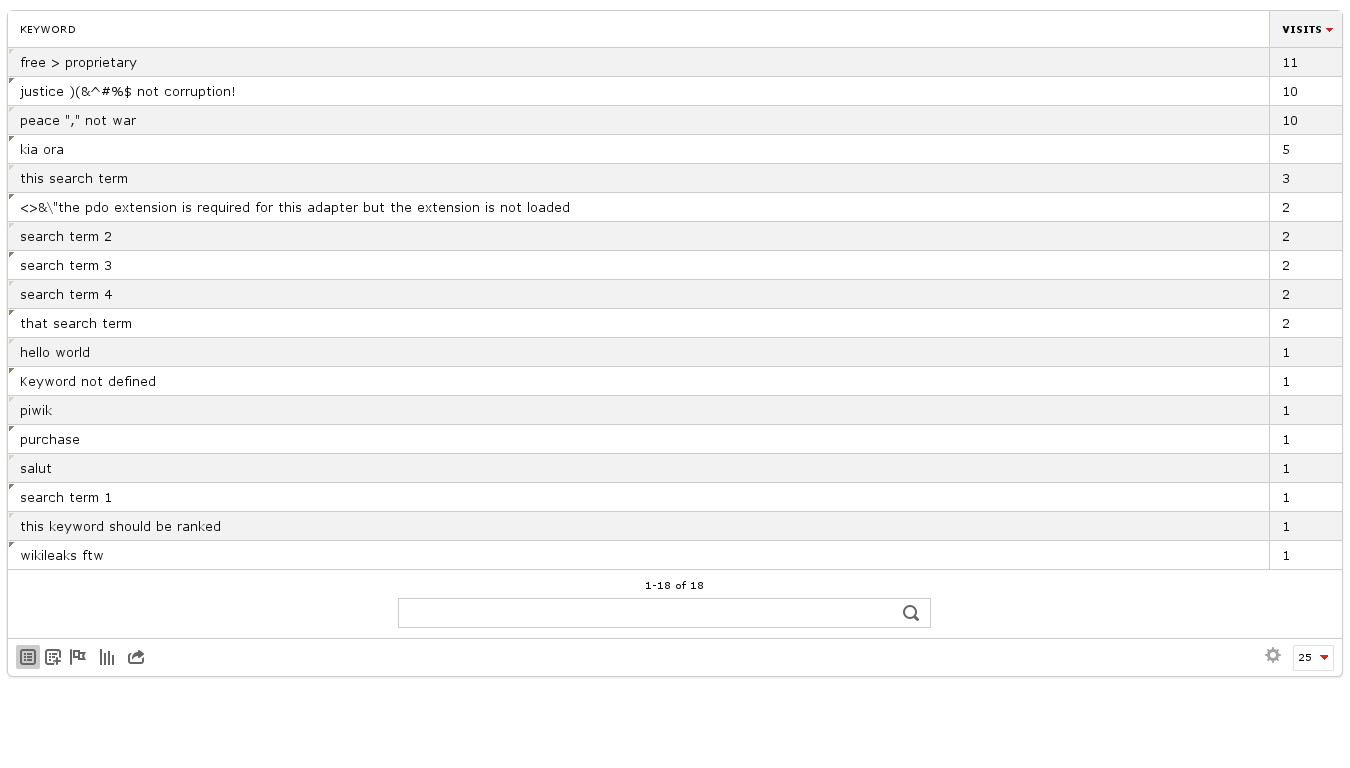 KEYWORD VISITS
free > proprietary 11
justice )(&^#%$ not corruption! 10
peace "," not war 10
kia ora 5
this search term 3
<>&\"the pdo extension is required for this adapter but the extension is not loaded 2
search term 2 2
search term 3 2
search term 4 2
that search term 2
hello world 1
Keyword not defined 1
piwik 1
purchase 1
salut 1
search term 1 1
this keyword should be ranked 1
wikileaks ftw 1
1-18 of 18
25